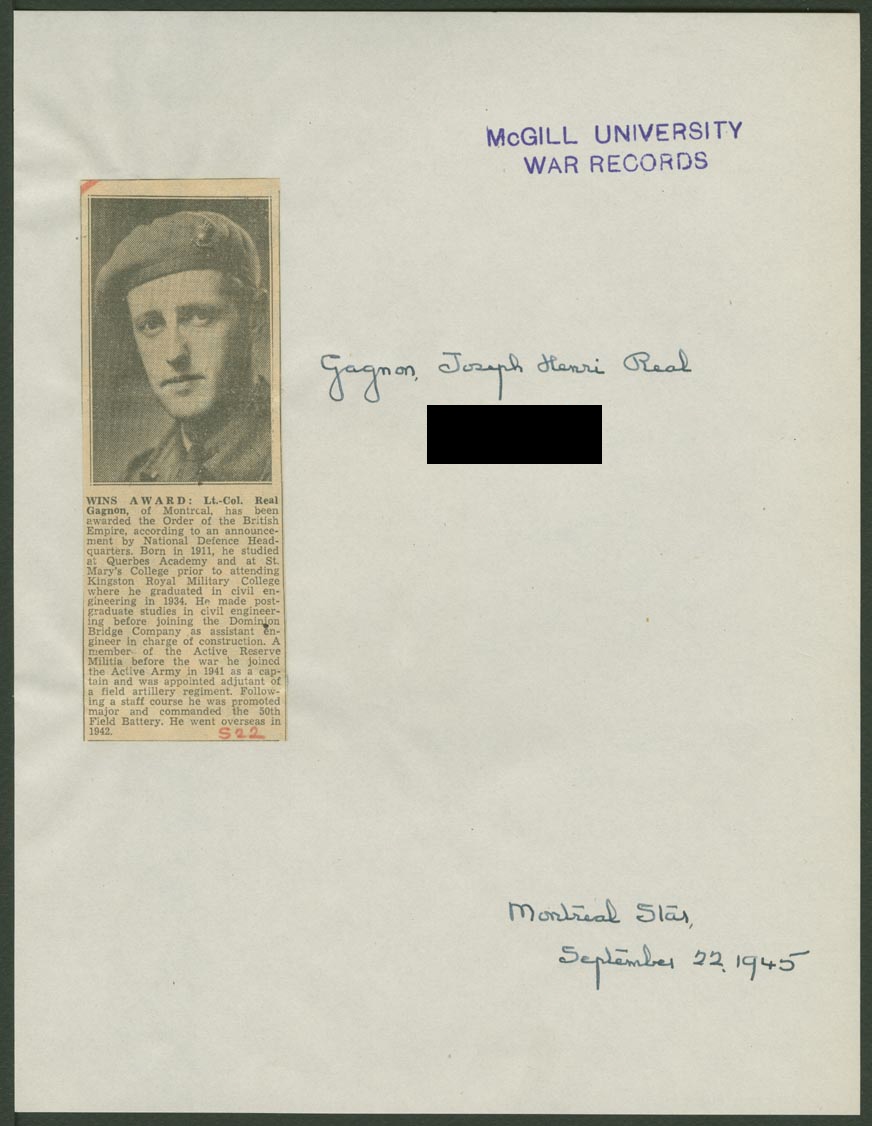 McGILL UNIVERSITY
WAR RECORDS
Gagnon, Joseph Henri Real
WINS AWARD: Lt.-Col. Real
Gagnon, of Montreal, has been
awarded the Order of the British
Empire, according to an announce-
ment by National Defence Head-
quarters. Born in 1911, he studied
at Querbes Academy and at St.
Mary's College prior to attending
Kingston Royal Military College
where he graduated in civil en-
gineering in 1934. He made post-
graduate studies in civil engineer-
ing before joining the Dominion
Bridge Company as assistant en-
gineer in charge of construction. A
member of the Active Reserve
Militia before the war he joined
the Active Army in 1941 as a cap-
tain and was appointed adjutant of
a field artillery regiment. Follow-
ing a staff course he was promoted
major and commanded the 50th
Field Battery. He went overseas in
1942.
S22
Montreal Star,
September 22, 1945